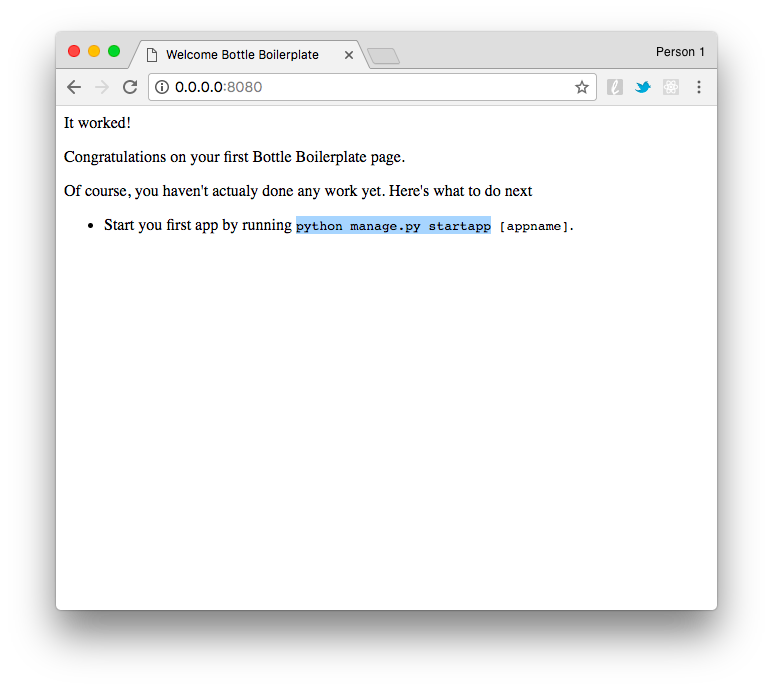 Welcome Bottle Boilerplate
Person 1
0.0.0.0:8080
It worked!
Congratulations on your first Bottle Boilerplate page.
Of course, you haven't actualy done any work yet. Here's what to do next
• Start you first app by running python manage.py startapp [appname].